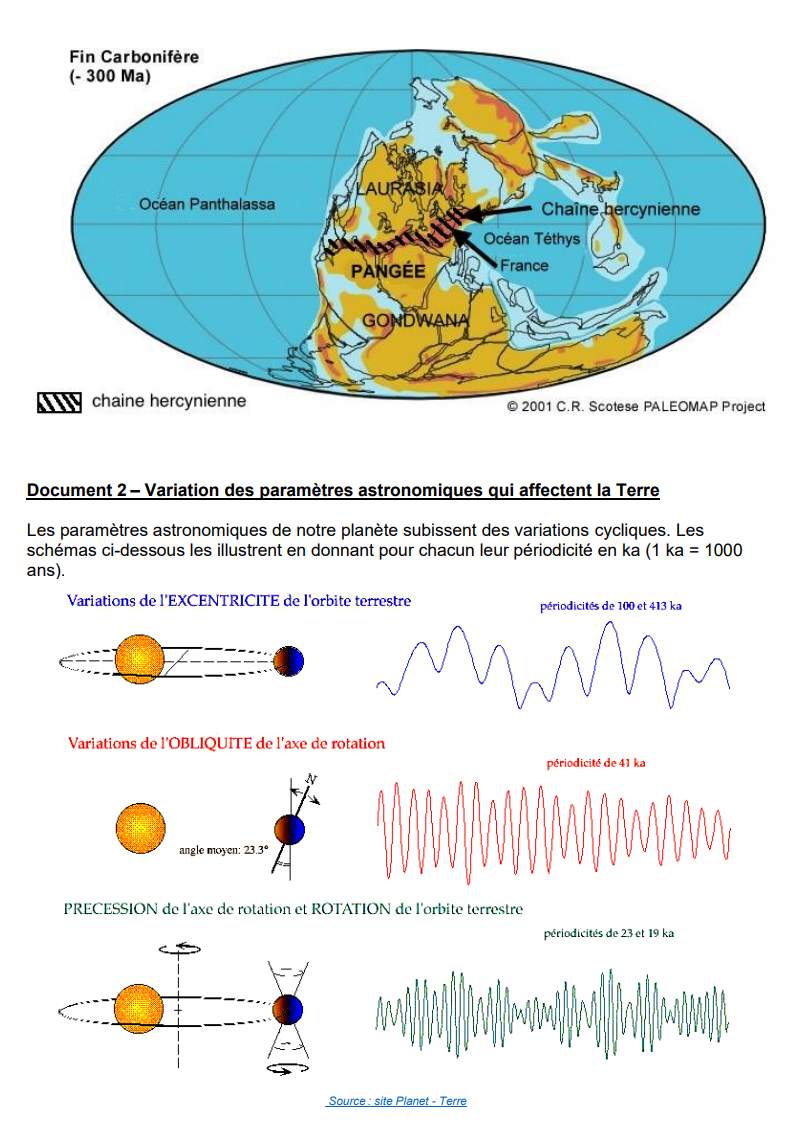 Fin Carbonifère
(- 300 Ma)
LAURASIA
Océan Panthalassa
Chaîne hercynienne
Océan Téthys
France
PANGÉE
GONDWANA
chaine hercynienne
© 2001 C.R. Scotese PALEOMAP Project
Document 2 – Variation des paramètres astronomiques qui affectent la Terre
Les paramètres astronomiques de notre planète subissent des variations cycliques. Les
schémas ci-dessous les illustrent en donnant pour chacun leur périodicité en ka (1 ka = 1000
ans).
Variations de l'EXCENTRICITE de l'orbite terrestre
périodicités de 100 et 413 ka
Variations de l'OBLIQUITE de l'axe de rotation
périodicité de 41 ka
N
angle moyen: 23.3°
PRECESSION de l'axe de rotation et ROTATION de l'orbite terrestre
périodicités de 23 et 19 ka
Source : site Planet - Terre